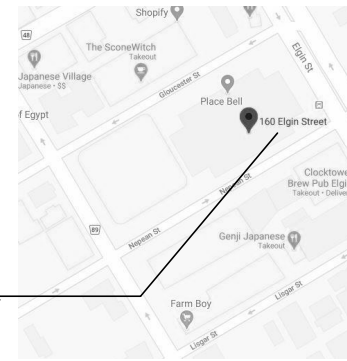 Shopify
48
The SconeWitch
Takeout
Elgin St
Japanese Village
Japanese • $$
Gloucester St
Place Bell
f Egypt
160 Elgin Street
Nepean St
Clocktowe
Brew Pub Elgi
Takeout • Delive
89
Nepean St
Genji Japanese
Takeout
Lisgar St
Farm Boy
Lisgar St